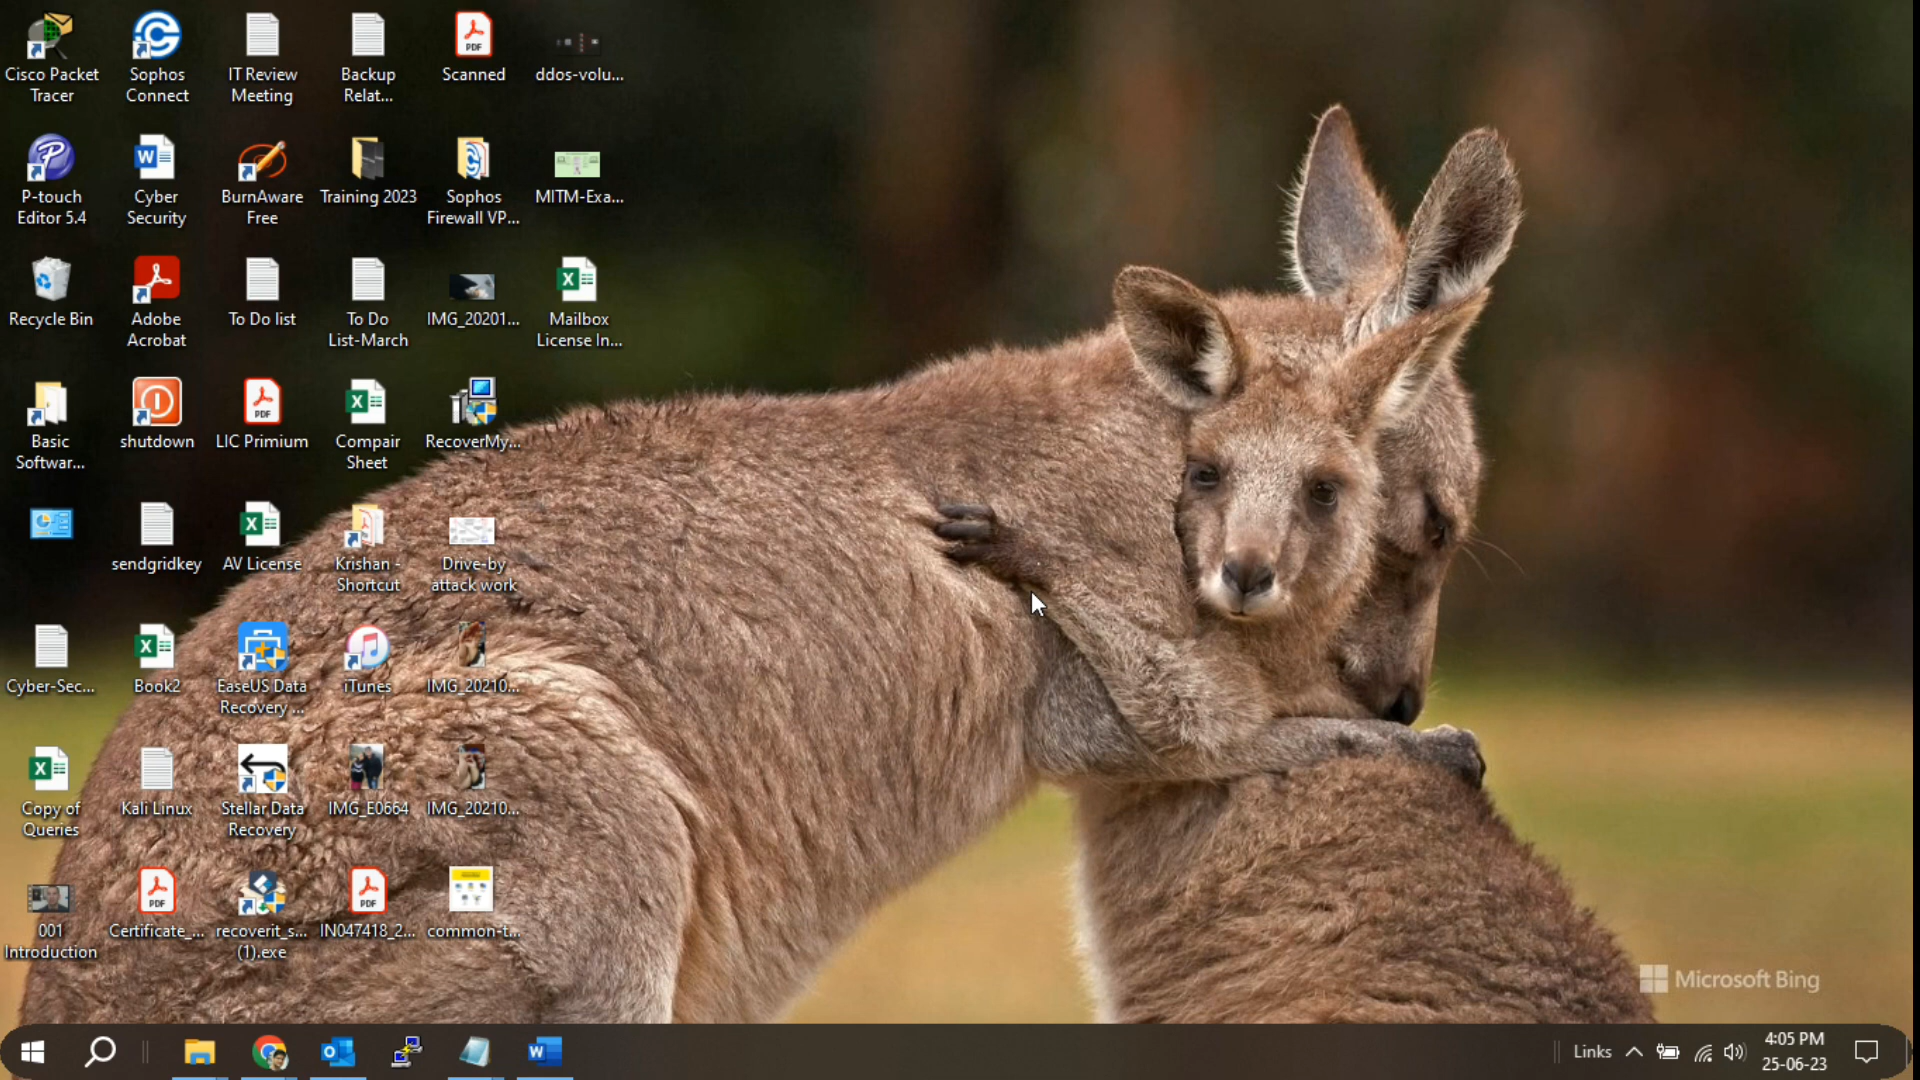 Cisco Packet
Tracer
Sophos
Connect
IT Review
Meeting
Backup
Relat...
Scanned
ddos-volu...
P-touch
Editor 5.4
Cyber
Security
BurnAware
Free
Training 2023
Sophos
Firewall VP...
MITM-Exa...
Recycle Bin
Adobe
Acrobat
To Do list
To Do
List-March
IMG_20201...
Mailbox
License In...
Basic
Softwar...
shutdown
LIC Primium
Compair
Sheet
RecoverMy...
sendgridkey
AV License
Krishan -
Shortcut
Drive-by
attack work
Cyber-Sec...
Book2
EaseUS Data
Recovery ...
iTunes
IMG_20210...
Copy of
Queries
Kali Linux
Stellar Data
Recovery
IMG_E0664
IMG_20210...
001
Introduction
Certificate_...
recoverit_s...
(1).exe
IN047418_2...
common-t...
Microsoft Bing
Links
4:05 PM
25-06-23